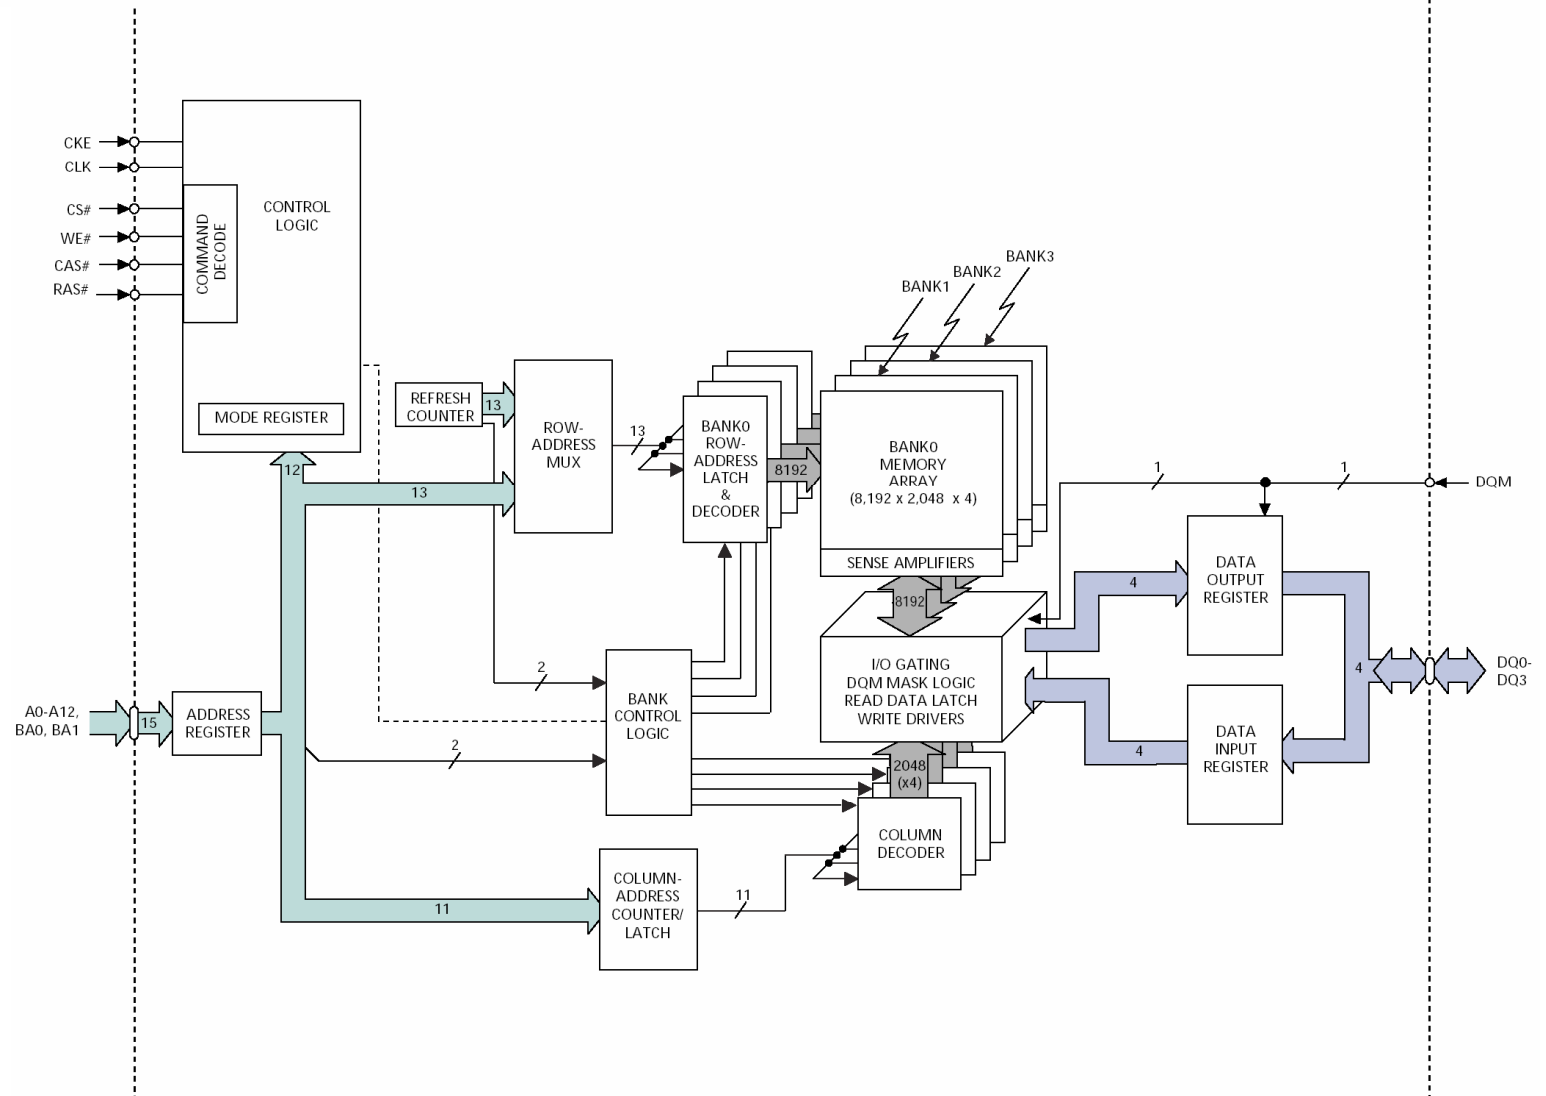 CKE
CLK
CS#
WE#
CAS#
RAS#
COMMAND
DECODE
CONTROL
LOGIC
MODE REGISTER
12
REFRESH
COUNTER
13
13
ROW-
ADDRESS
MUX
13
BANK0
ROW-
ADDRESS
LATCH
&
DECODER
8192
BANK1
BANK2
BANK3
BANK0
MEMORY
ARRAY
(8,192 x 2,048 x 4)
SENSE AMPLIFIERS
8192
I/O GATING
DQM MASK LOGIC
READ DATA LATCH
WRITE DRIVERS
2048
(x4)
COLUMN
DECODER
2
BANK
CONTROL
LOGIC
2
A0-A12,
BA0, BA1
15
ADDRESS
REGISTER
11
COLUMN-
ADDRESS
COUNTER/
LATCH
11
1
1
DQM
4
DATA
OUTPUT
REGISTER
4
DQ0-
DQ3
4
DATA
INPUT
REGISTER